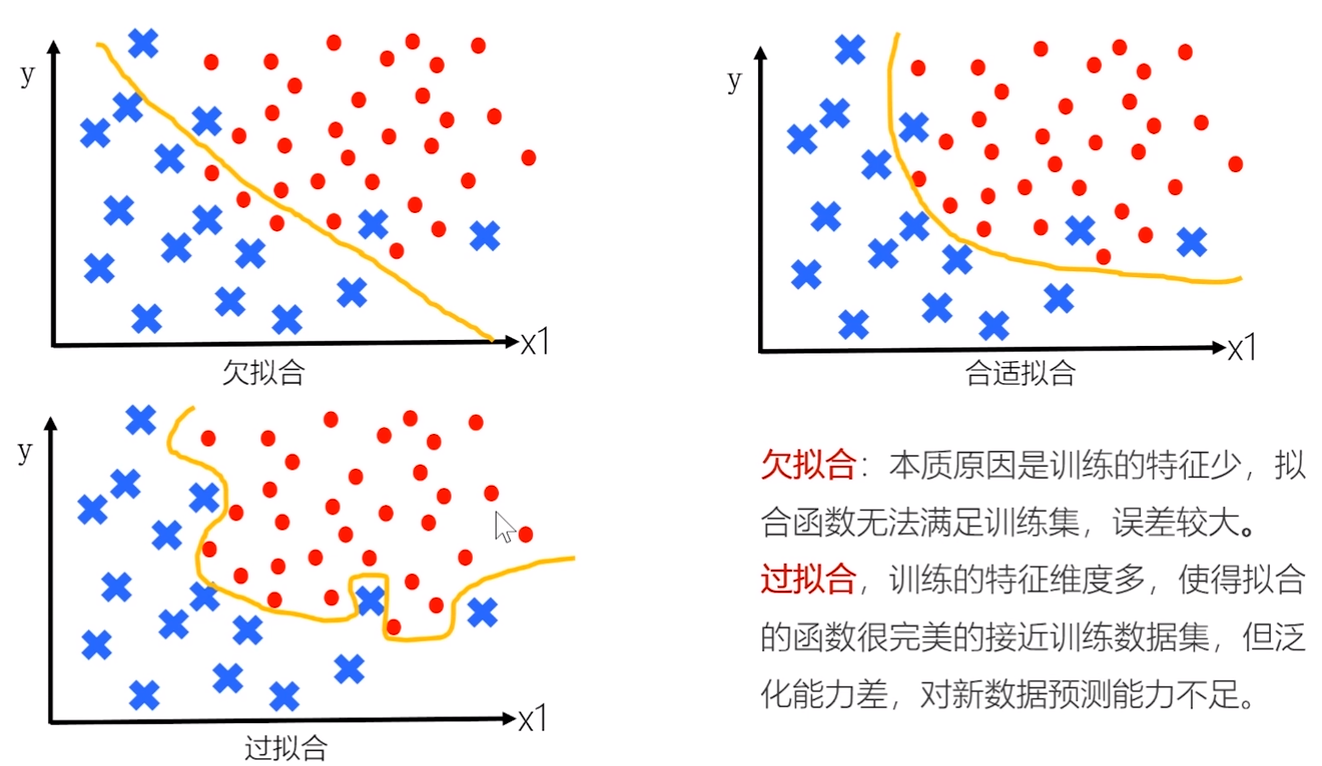 y
x1
欠拟合
y
x1
合适拟合
y
x1
过拟合
欠拟合：本质原因是训练的特征少，拟
合函数无法满足训练集，误差较大。
过拟合，训练的特征维度多，使得拟合
的函数很完美的接近训练数据集，但泛
化能力差，对新数据预测能力不足。